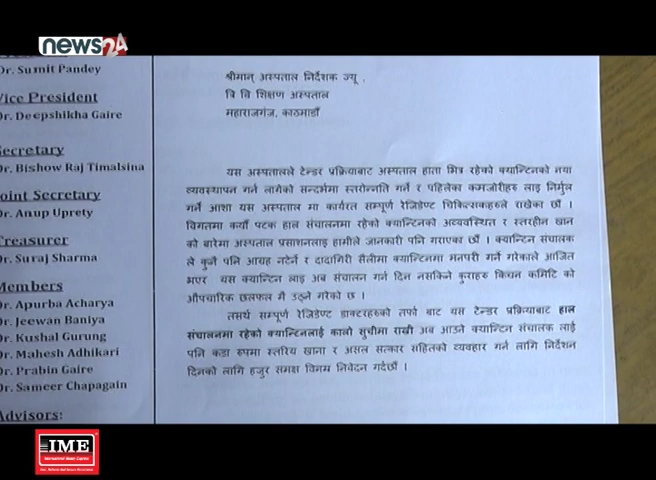 news24
Dr. Sumit Pandey
Vice President
Dr. Deepshikha Gaire
Secretary
Dr. Bishow Raj Timalsina
Joint Secretary
Dr. Anup Uprety
Treasurer
Dr. Suraj Sharma
Members
Dr. Apurba Acharya
Dr. Jeewan Baniya
Dr. Kushal Gurung
Dr. Mahesh Adhikari
Dr. Prabin Gaire
Dr. Sameer Chapagain
Advisors:
श्रीमान् अस्पताल निर्देशक ज्यू ,
त्रि वि शिक्षण अस्पताल
महाराजगंज, काठमाडौँ
यस अस्पतालले टेन्डर प्रक्रियाबाट अस्पताल हाता भित्र रहेको क्यान्टिनको नया
व्यवस्थापन गर्न लागेको सन्दर्भमा स्तरोन्नति गर्ने र पहिलेका कमजोरीहरु लाइ निर्मुल
गर्ने आशा यस अस्पताल मा कार्यरत सम्पूर्ण रेजिडेण्ट चिकित्सकहरुले राखेका छौँ ।
विगतमा कयौँ पटक हाल संचालनमा रहेको क्यान्टिनको अव्यवस्थित र स्तरहीन खान
को बारेमा अस्पताल प्रसाशनलाइ हामीले जानकारी पनि गराएका छौँ । क्यान्टिन संचालक
ले कुनै पनि आग्रह नटेर्ने र दादागिरी सैलीमा क्यान्टिनमा मनपरी गर्ने गरेकाले आजित
भएर यस क्यान्टिन लाइ अब संचालन गर्न दिन नसकिने कुराहरु किचन कमिटि को
औपचारिक छलफल मै उठ्ने गरेको छ ।
तसर्थ सम्पूर्ण रेजिडेण्ट डाक्टरहरुको तर्फ बाट यस टेन्डर प्रक्रियाबाट हाल
संचालनमा रहेको क्यान्टिनलाई कालो सुचीमा राखी अब आउने क्यान्टिन संचालक लाई
पनि कडा रुपमा स्तरिय खाना र असल सत्कार सहितको व्यवहार गर्न लागि निर्देशन
दिनको लागि हजुर समक्ष विनम्र निवेदन गर्दछौँ ।
IME